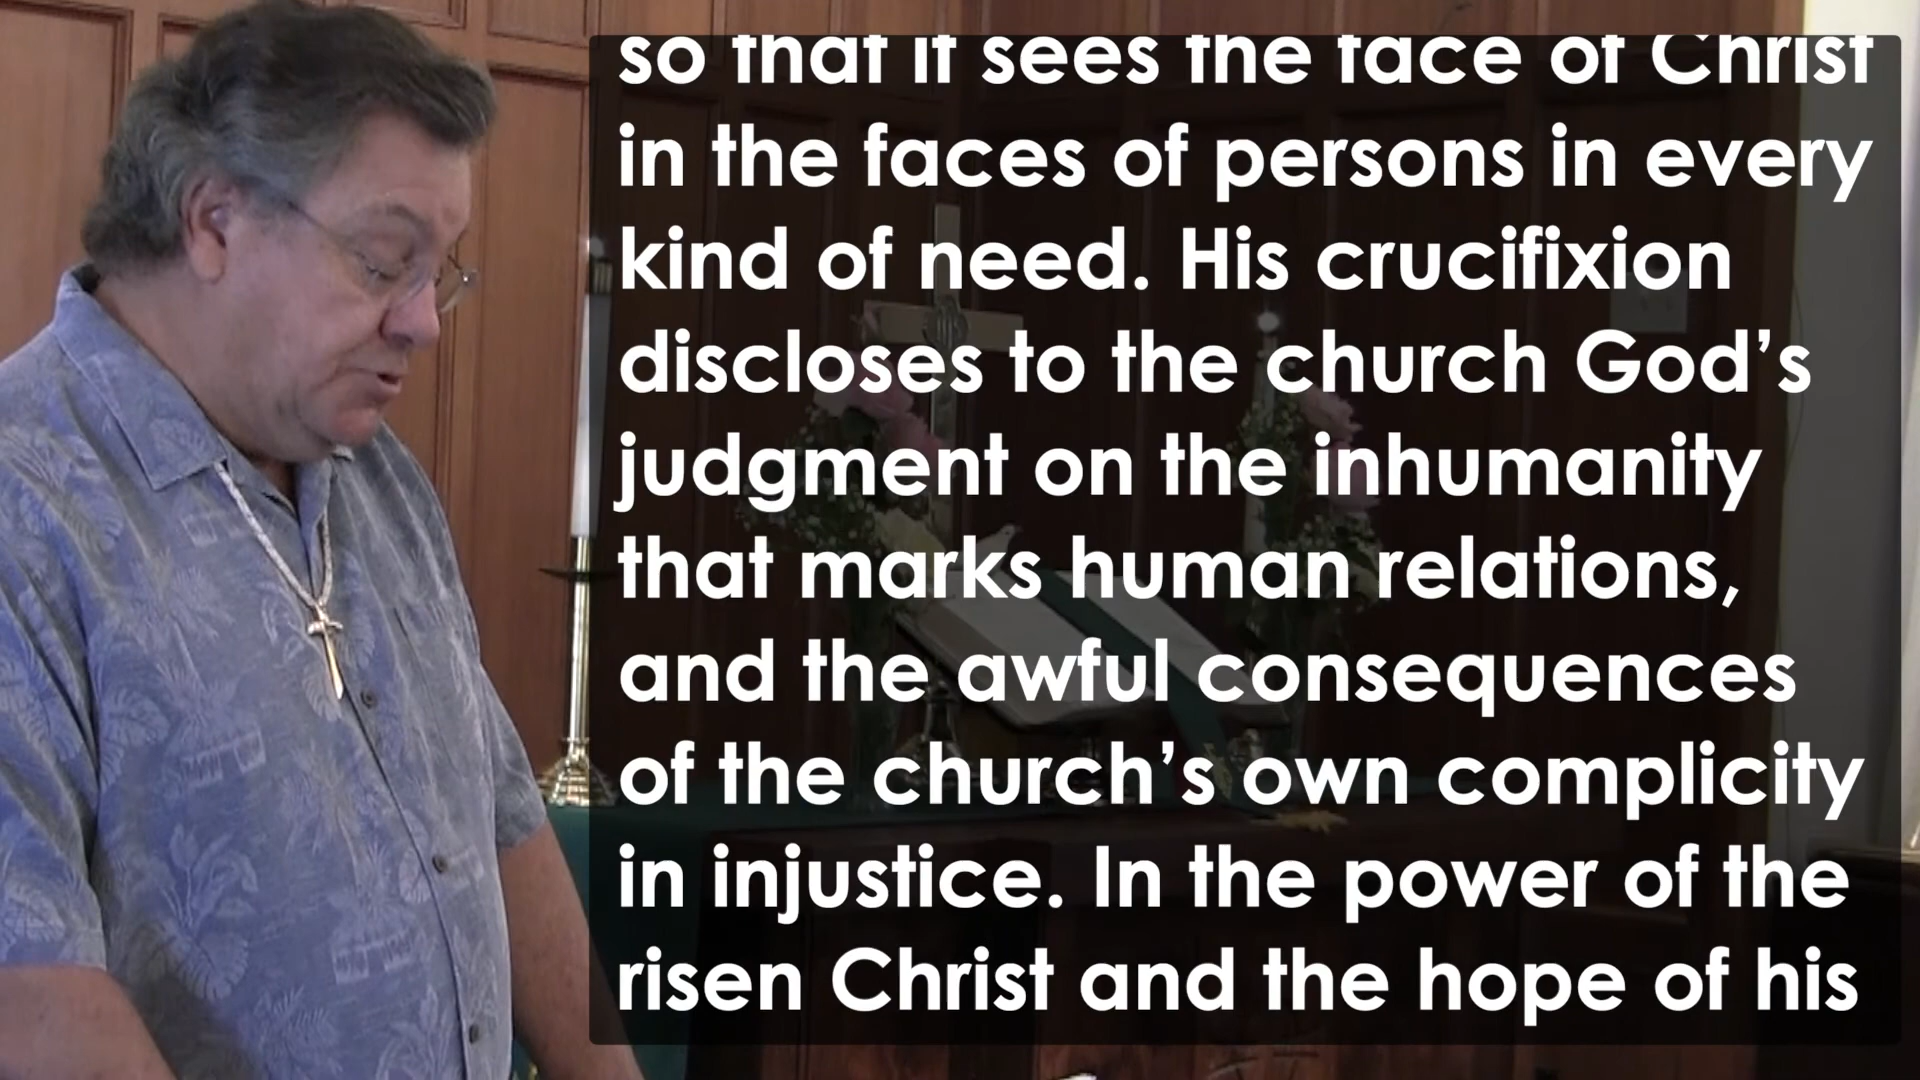 so that it sees the face of Christ
in the faces of persons in every
kind of need. His crucifixion
discloses to the church God’s
judgment on the inhumanity
that marks human relations,
and the awful consequences
of the church’s own complicity
in injustice. In the power of the
risen Christ and the hope of his